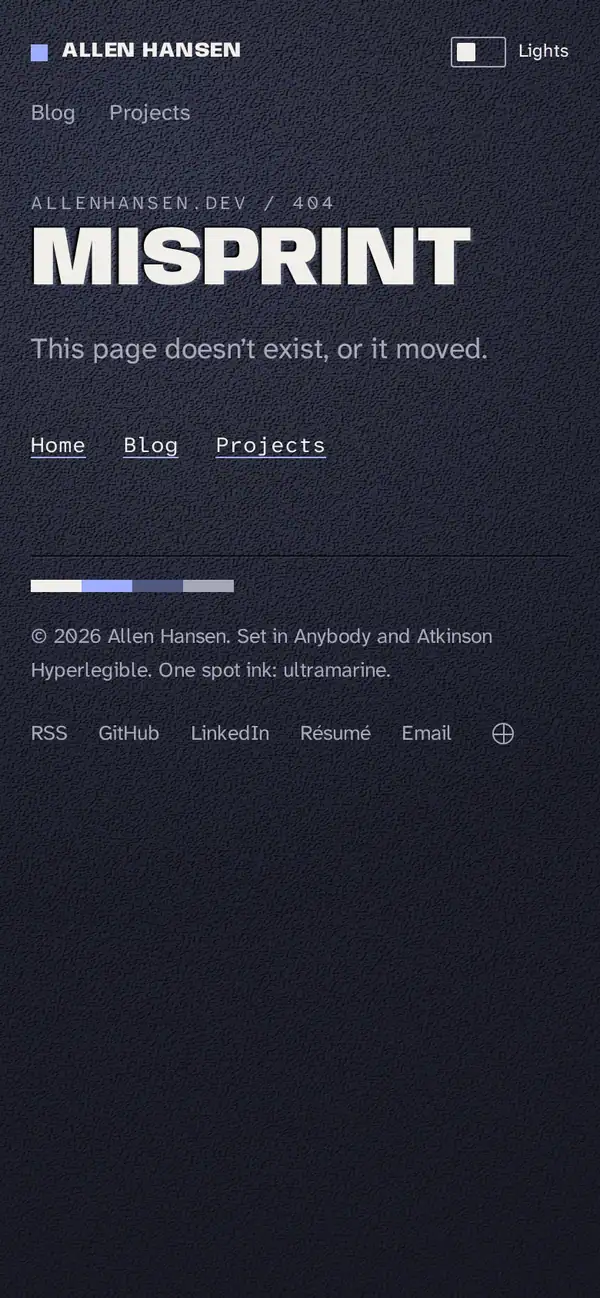 ALLEN HANSEN
Lights
Blog Projects
ALLENHANSEN.DEV / 404
MISPRINT
This page doesn’t exist, or it moved.
Home Blog Projects
© 2026 Allen Hansen. Set in Anybody and Atkinson
Hyperlegible. One spot ink: ultramarine.
RSS GitHub LinkedIn Résumé Email